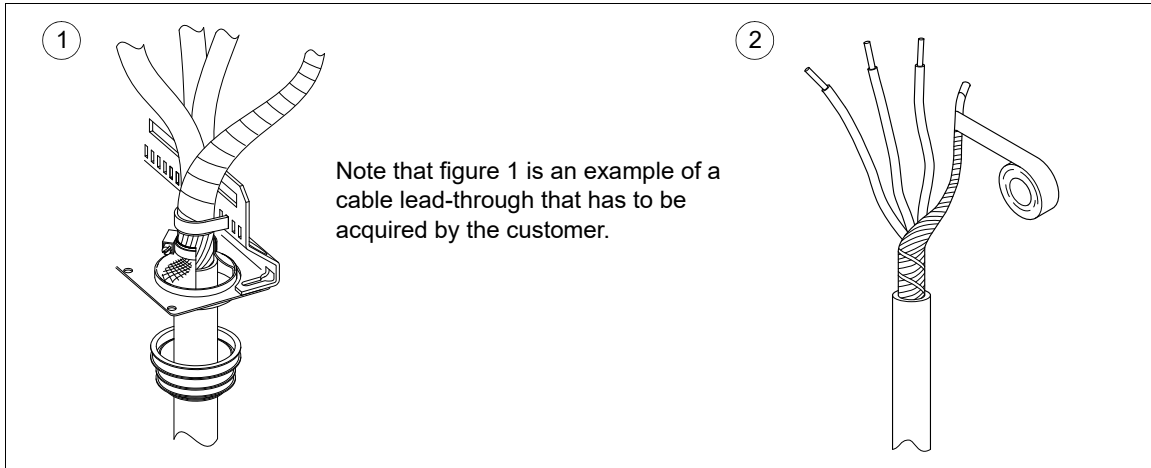 1
2
Note that figure 1 is an example of a
cable lead-through that has to be
acquired by the customer.